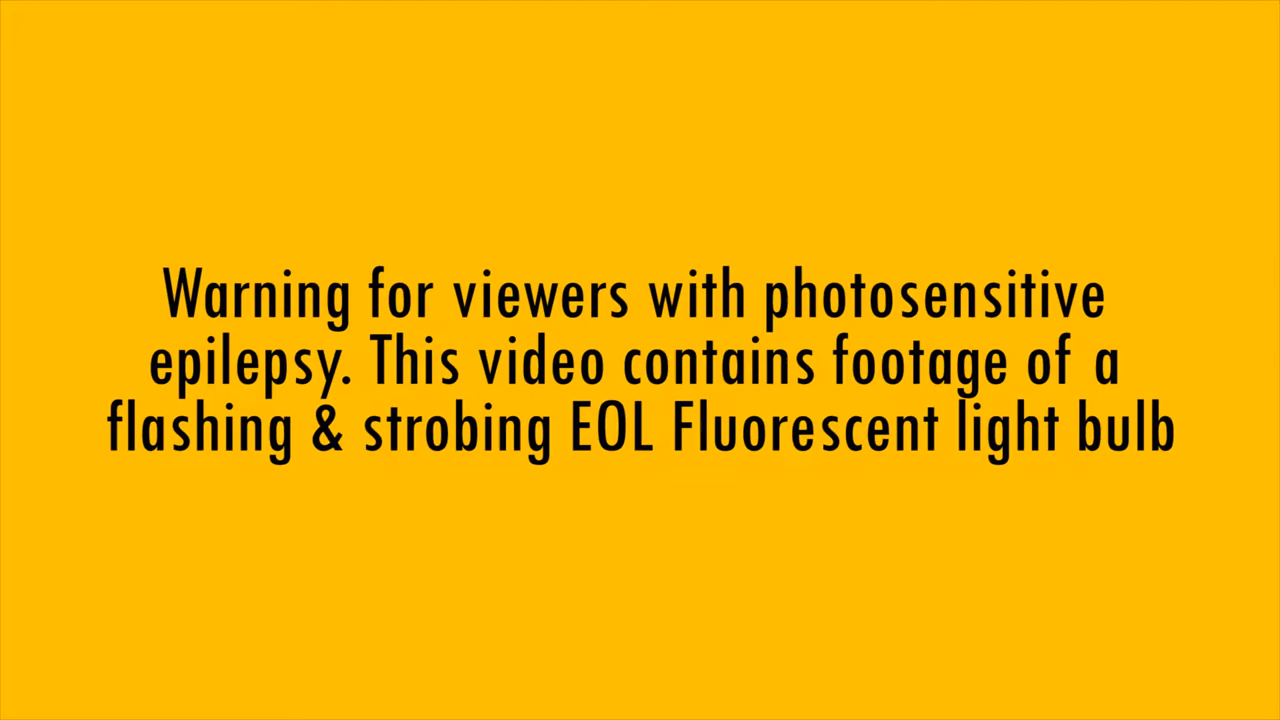 Warning for viewers with photosensitive
epilepsy. This video contains footage of a
flashing & strobing EOL Fluorescent light bulb